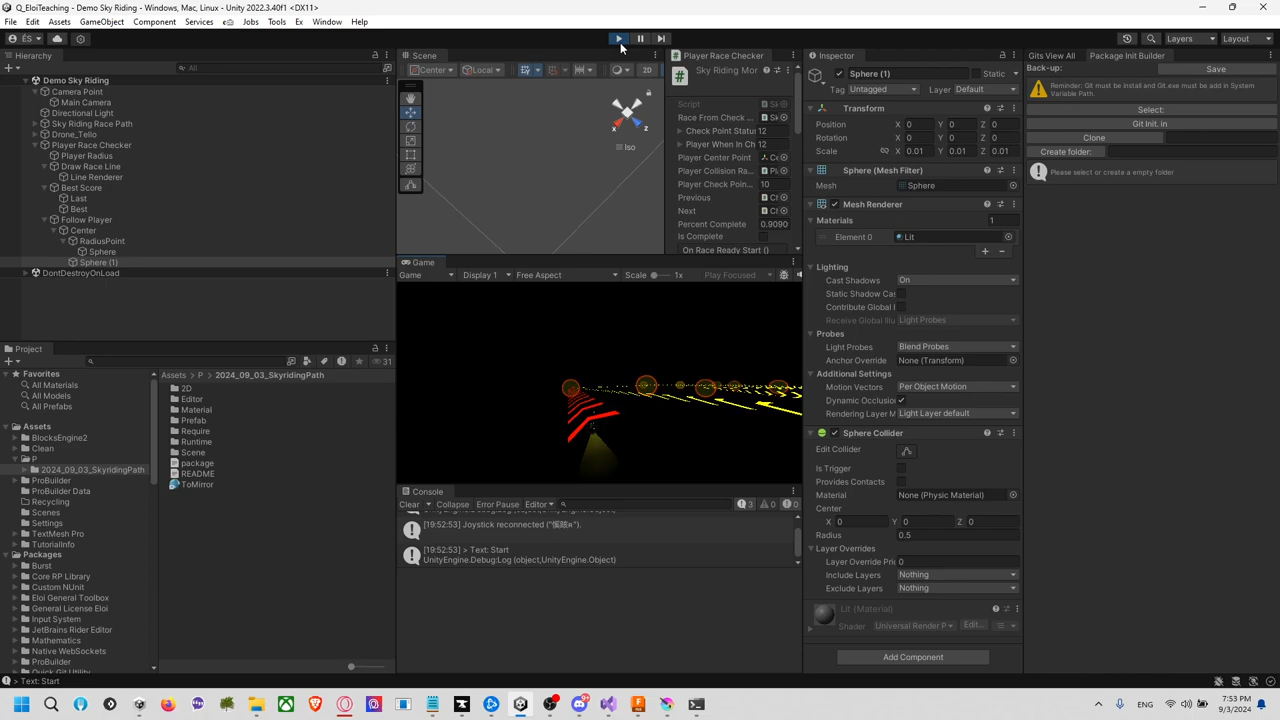 Q_EloiTeaching - Demo Sky Riding - Windows, Mac, Linux - Unity 2022.3.40f1 <DX11>
File Edit Assets GameObject Component Services Jobs Tools Es Window Help
ÉS
Layers Layout
Hierarchy
All
Demo Sky Riding
Camera Point
Main Camera
Directional Light
Sky Riding Race Path
Drone_Tello
Player Race Checker
Player Radius
Draw Race Line
Line Renderer
Best Score
Last
Best
Follow Player
Center
RadiusPoint
Sphere
Sphere (1)
DontDestroyOnLoad
Scene
Center Local 2D
x z
Iso
Player Race Checker
Sky Riding Mor
Script Sk
Race From Check ... Sk
Check Point Statu 12
Player When In Ch 12
Player Center Point Ce
Player Collision Ra... Pl
Player Check Poin... 10
Previous Ch
Next Ch
Percent Complete 0.9090
Is Complete
On Race Ready Start ()
Game
Game Display 1 Free Aspect Scale 1x Play Focused
Project
31
Favorites
All Materials
All Models
All Prefabs
Assets
BlocksEngine2
Clean
P
2024_09_03_SkyridingPath
ProBuilder
ProBuilder Data
Recycling
Scenes
Settings
TextMesh Pro
TutorialInfo
Packages
Burst
Core RP Library
Custom NUnit
Eloi General Toolbox
General License Eloi
Input System
JetBrains Rider Editor
Mathematics
Native WebSockets
ProBuilder
Quick Git Utility
Assets > P > 2024_09_03_SkyridingPath
2D
Editor
Material
Prefab
Require
Runtime
Scene
package
README
ToMirror
Console
Clear Collapse Error Pause Editor 3 0 0
[19:52:53] > Text: Start
UnityEngine.Debug:Log (object,UnityEngine.Object)
Inspector
Sphere (1) Static
Tag Untagged Layer Default
Transform
Position X 0 Y 0 Z 0
Rotation X 0 Y 0 Z 0
Scale X 0.01 Y 0.01 Z 0.01
Sphere (Mesh Filter)
Mesh Sphere
Mesh Renderer
Materials 1
Element 0 Lit
Lighting
Cast Shadows On
Static Shadow Cas
Contribute Global I
Receive Global Illu Light Probes
Probes
Light Probes Blend Probes
Anchor Override None (Transform)
Additional Settings
Motion Vectors Per Object Motion
Dynamic Occlusion
Rendering Layer M Light Layer default
Sphere Collider
Edit Collider
Is Trigger
Provides Contacts
Material None (Physic Material)
Center
X 0 Y 0 Z 0
Radius 0.5
Layer Overrides
Layer Override Pric 0
Include Layers Nothing
Exclude Layers Nothing
Lit (Material)
Shader Universal Render P Edit...
Add Component
Gits View All Package Init Builder
Back-up: Save
Reminder: Git must be install and Git.exe must be add in System
Variable Path.
Select:
Git Init. in
Clone
Create folder:
Please select or create a empty folder
> Text: Start
ENG 7:53 PM
9/3/2024